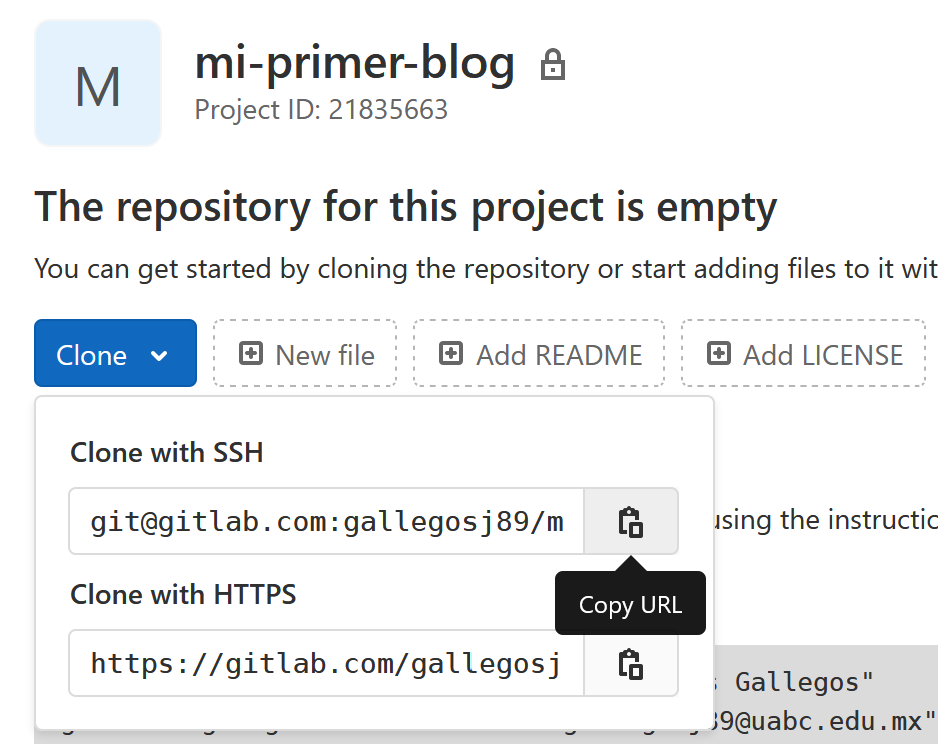 M
mi-primer-blog
Project ID: 21835663
The repository for this project is empty
You can get started by cloning the repository or start adding files to it wit
Clone
New file
Add README
Add LICENSE
Clone with SSH
git@gitlab.com:gallegosj89/m
using the instructio
Copy URL
Clone with HTTPS
https://gitlab.com/gallegosj
Gallegos"
89@uabc.edu.mx"